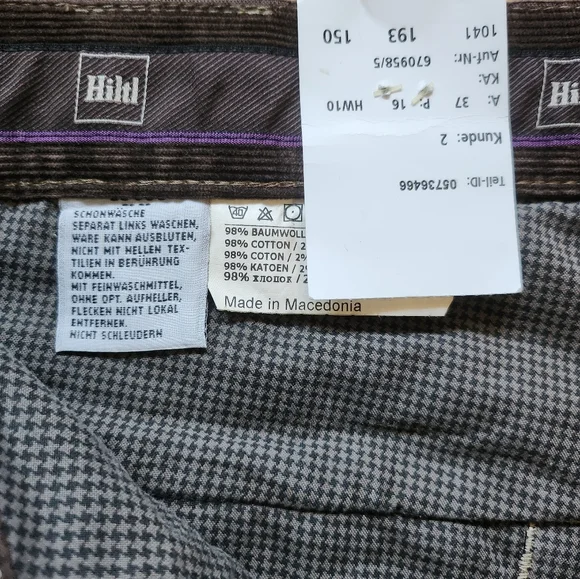 Hihl
Hi
Teil-ID: 05736466
Kunde: 2
A: 37 P: 16 HW10
KA:
Auf-Nr: 670958/5
1041 193 150
SCHONWÄSCHE
SEPARAT LINKS WASCHEN,
WARE KANN AUSBLUTEN,
NICHT MIT HELLEN TEX-
TILIEN IN BERÜHRUNG
KOMMEN.
MIT FEINWASCHMITTEL,
OHNE OPT. AUFHELLER,
FLECKEN NICHT LOKAL
ENTFERNEN.
NICHT SCHLEUDERN
40
98% BAUMWOLL
98% COTTON / 2%
98% COTON / 2%
98% KATOEN / 2%
98% хлопок / 2
Made in Macedonia